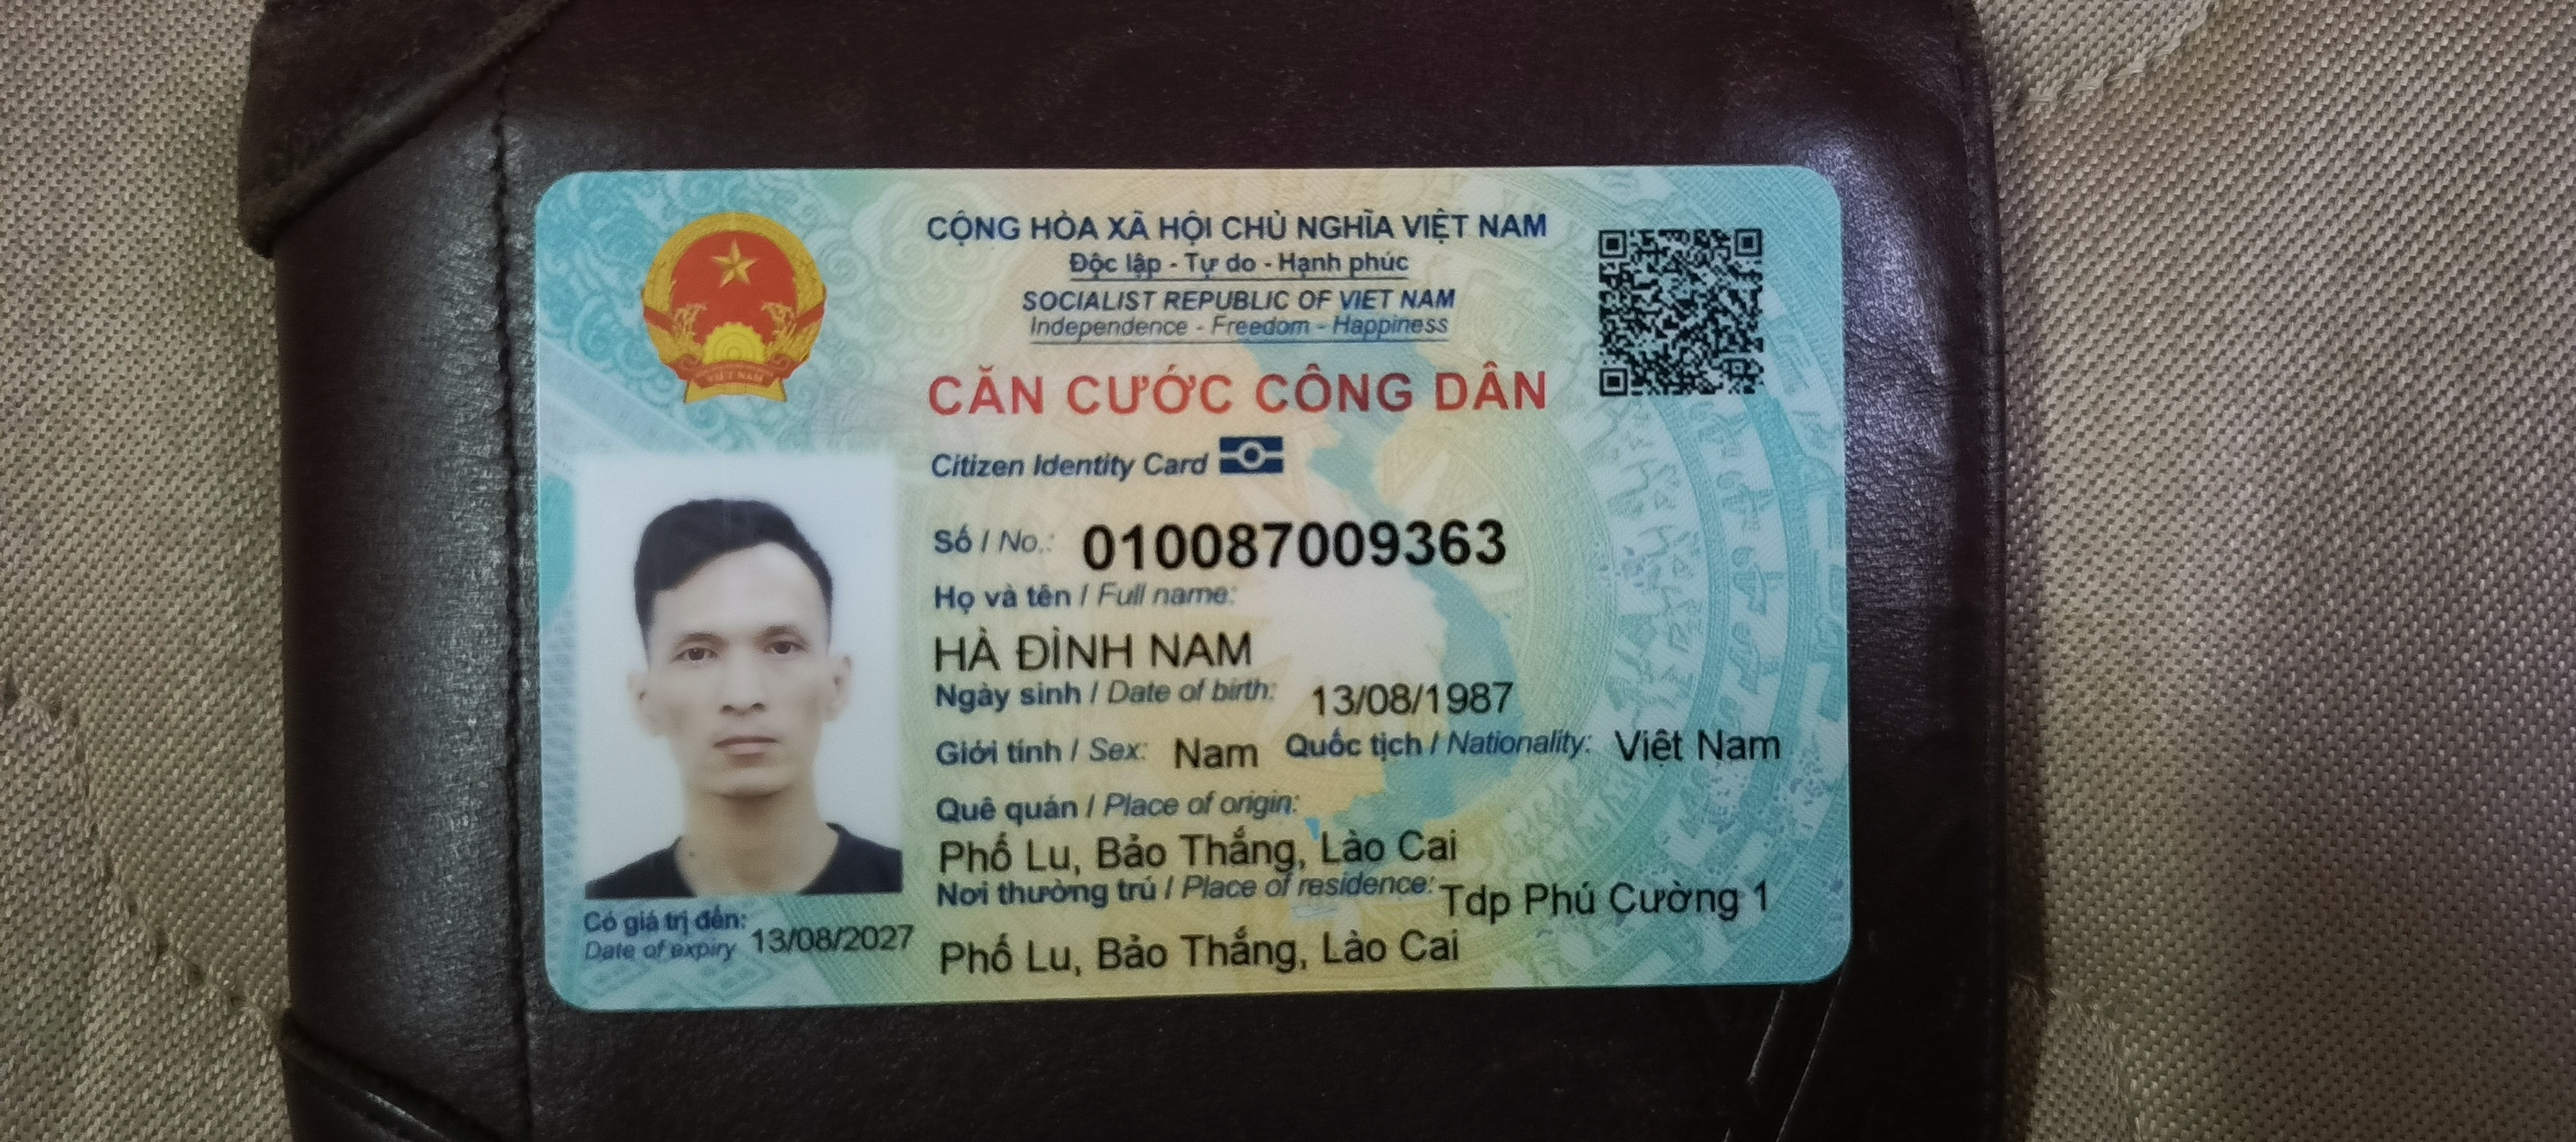 CỘNG HÒA XÃ HỘI CHỦ NGHĨA VIỆT NAM
Độc lập - Tự do - Hạnh phúc
SOCIALIST REPUBLIC OF VIET NAM
Independence - Freedom - Happiness
CĂN CƯỚC CÔNG DÂN
Citizen Identity Card
Số / No.: 010087009363
Họ và tên / Full name:
HÀ ĐÌNH NAM
Ngày sinh / Date of birth: 13/08/1987
Giới tính / Sex: Nam Quốc tịch / Nationality: Việt Nam
Quê quán / Place of origin:
Phố Lu, Bảo Thắng, Lào Cai
Nơi thường trú / Place of residence: Tdp Phú Cường 1
Phố Lu, Bảo Thắng, Lào Cai
Có giá trị đến: 13/08/2027
Date of expiry
VIỆT NAM